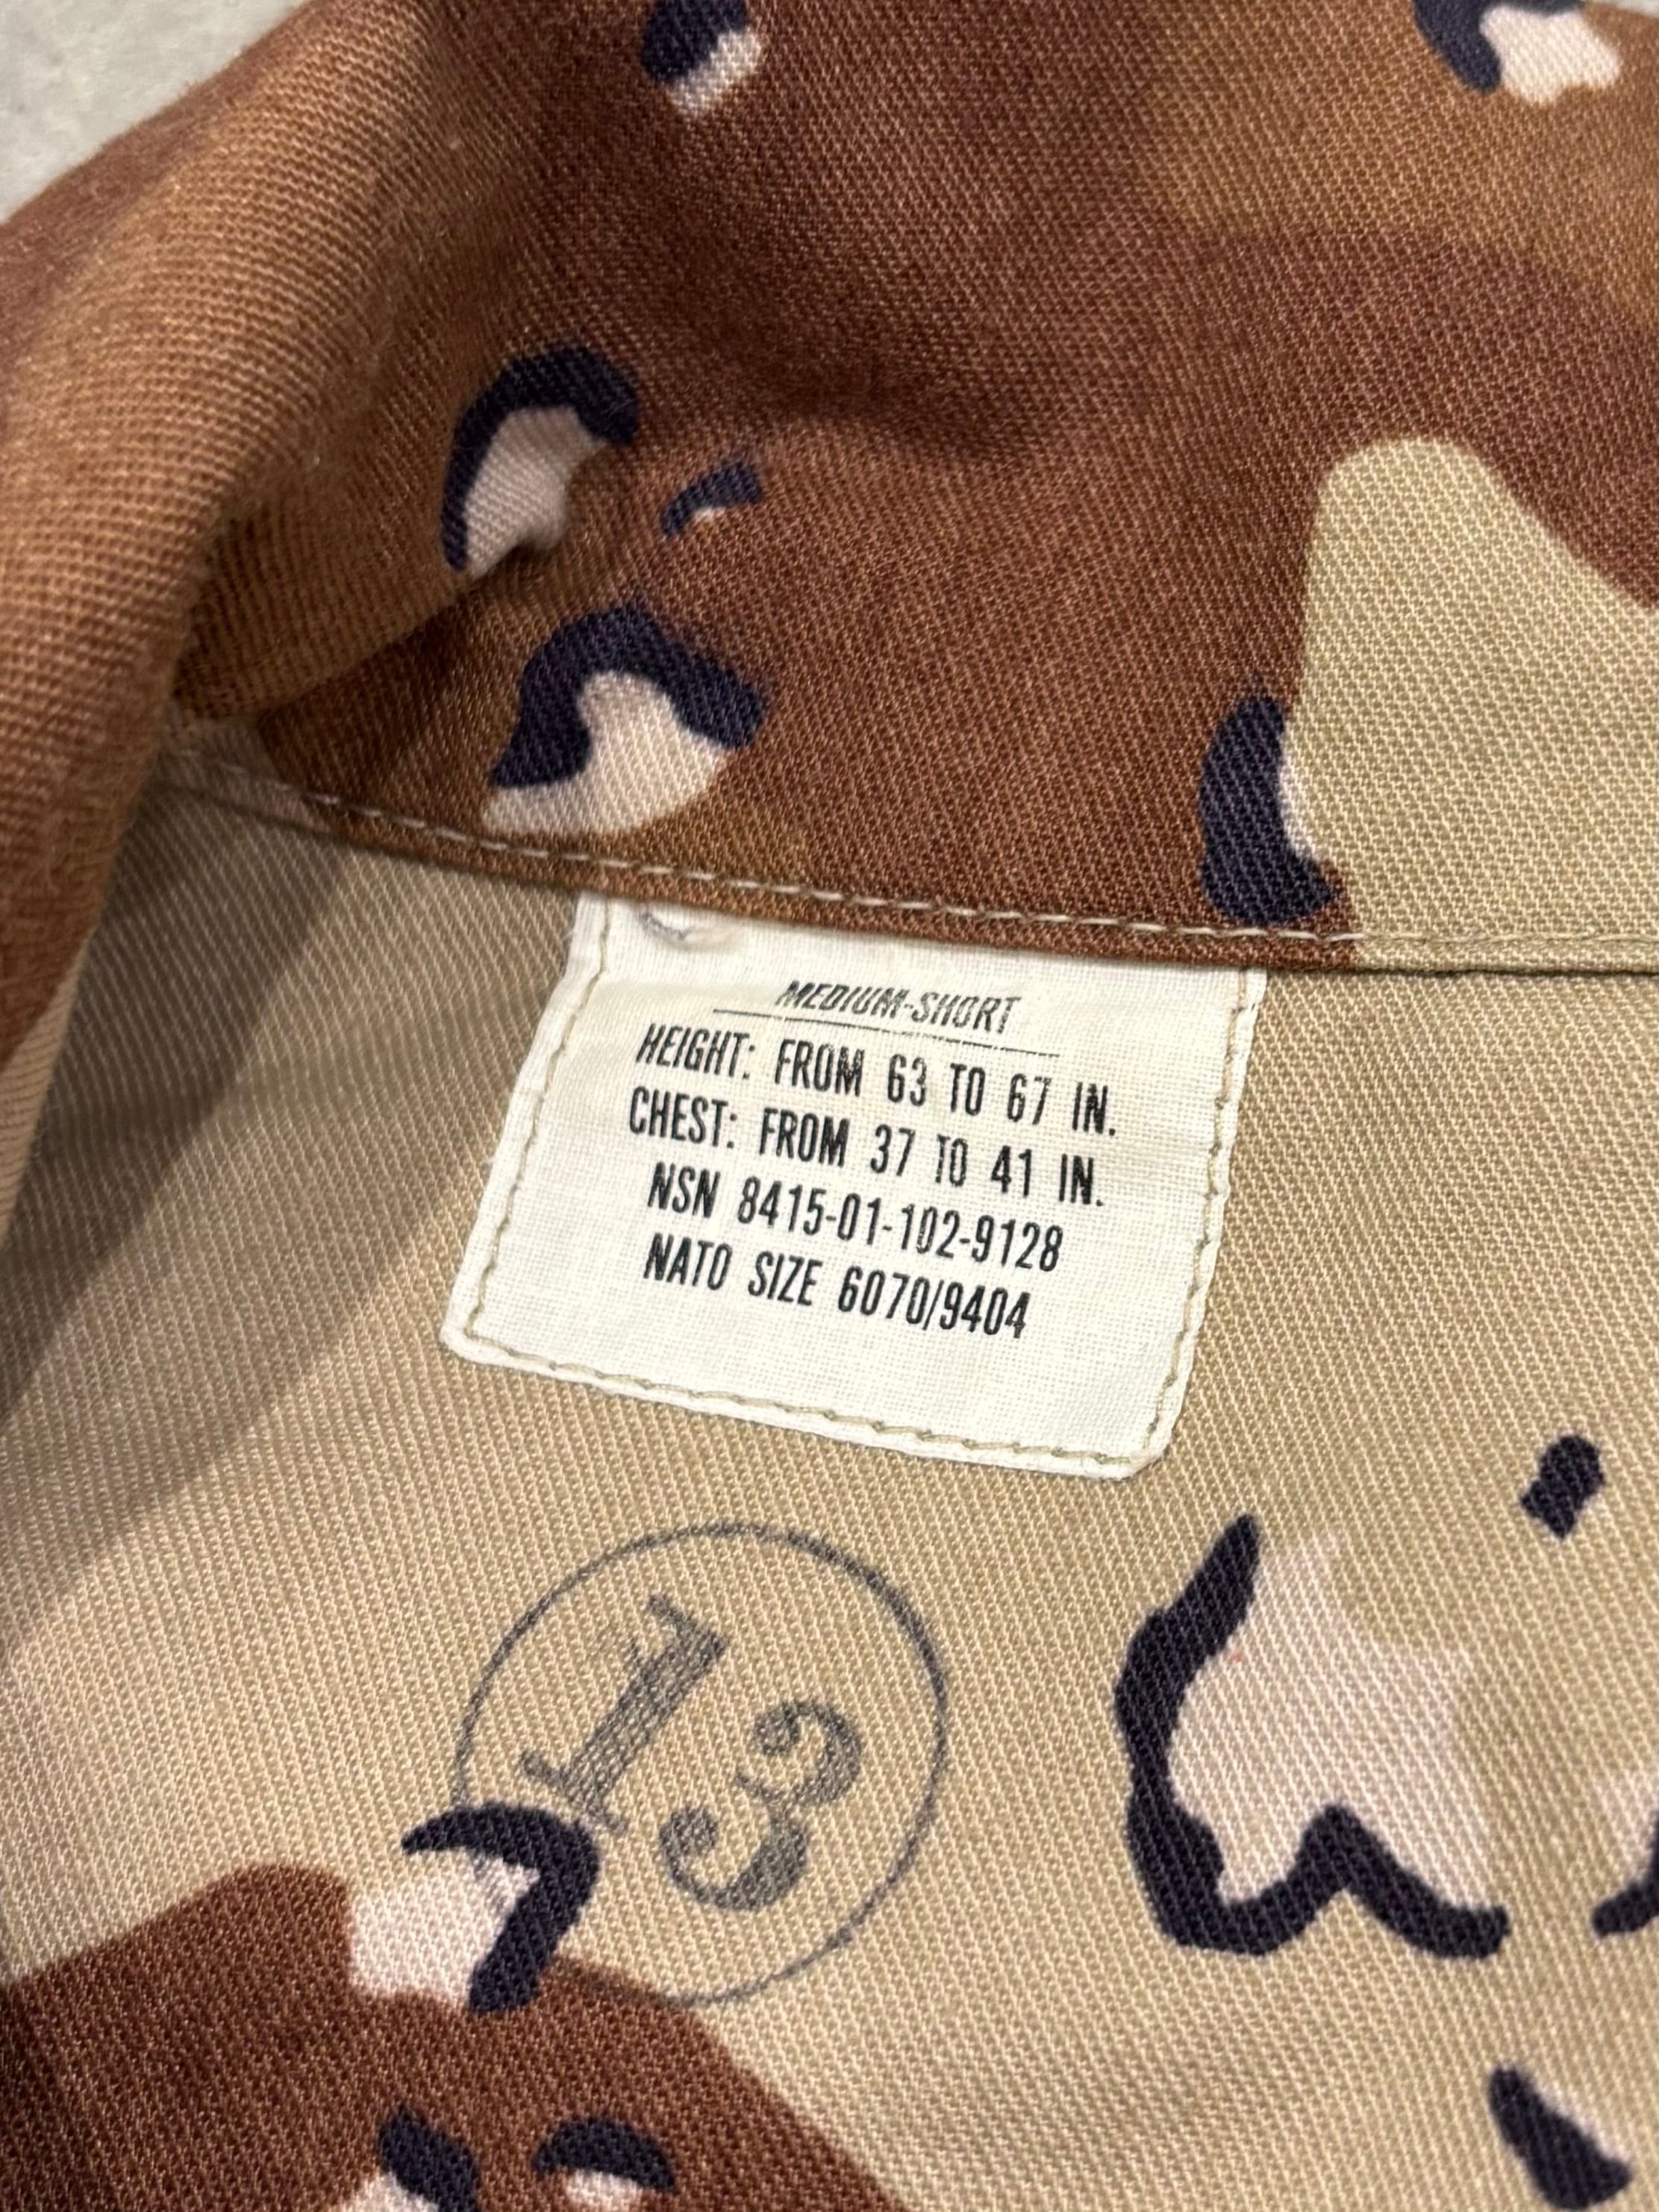 MEDIUM-SHORT
HEIGHT: FROM 63 TO 67 IN.
CHEST: FROM 37 TO 41 IN.
NSN 8415-01-102-9128
NATO SIZE 6070/9404
13